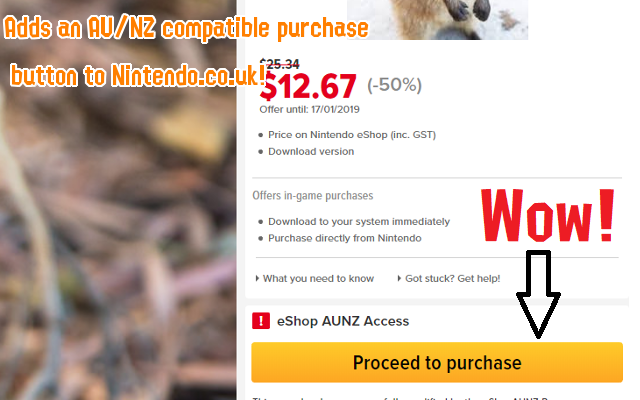 Adds an AU/NZ compatible purchase
button to Nintendo.co.uk!
$25.34
$12.67 (-50%)
Offer until: 17/01/2019
Price on Nintendo eShop (inc. GST)
Download version
Offers in-game purchases
Wow!
Download to your system immediately
Purchase directly from Nintendo
What you need to know
Got stuck? Get help!
! eShop AUNZ Access
Proceed to purchase